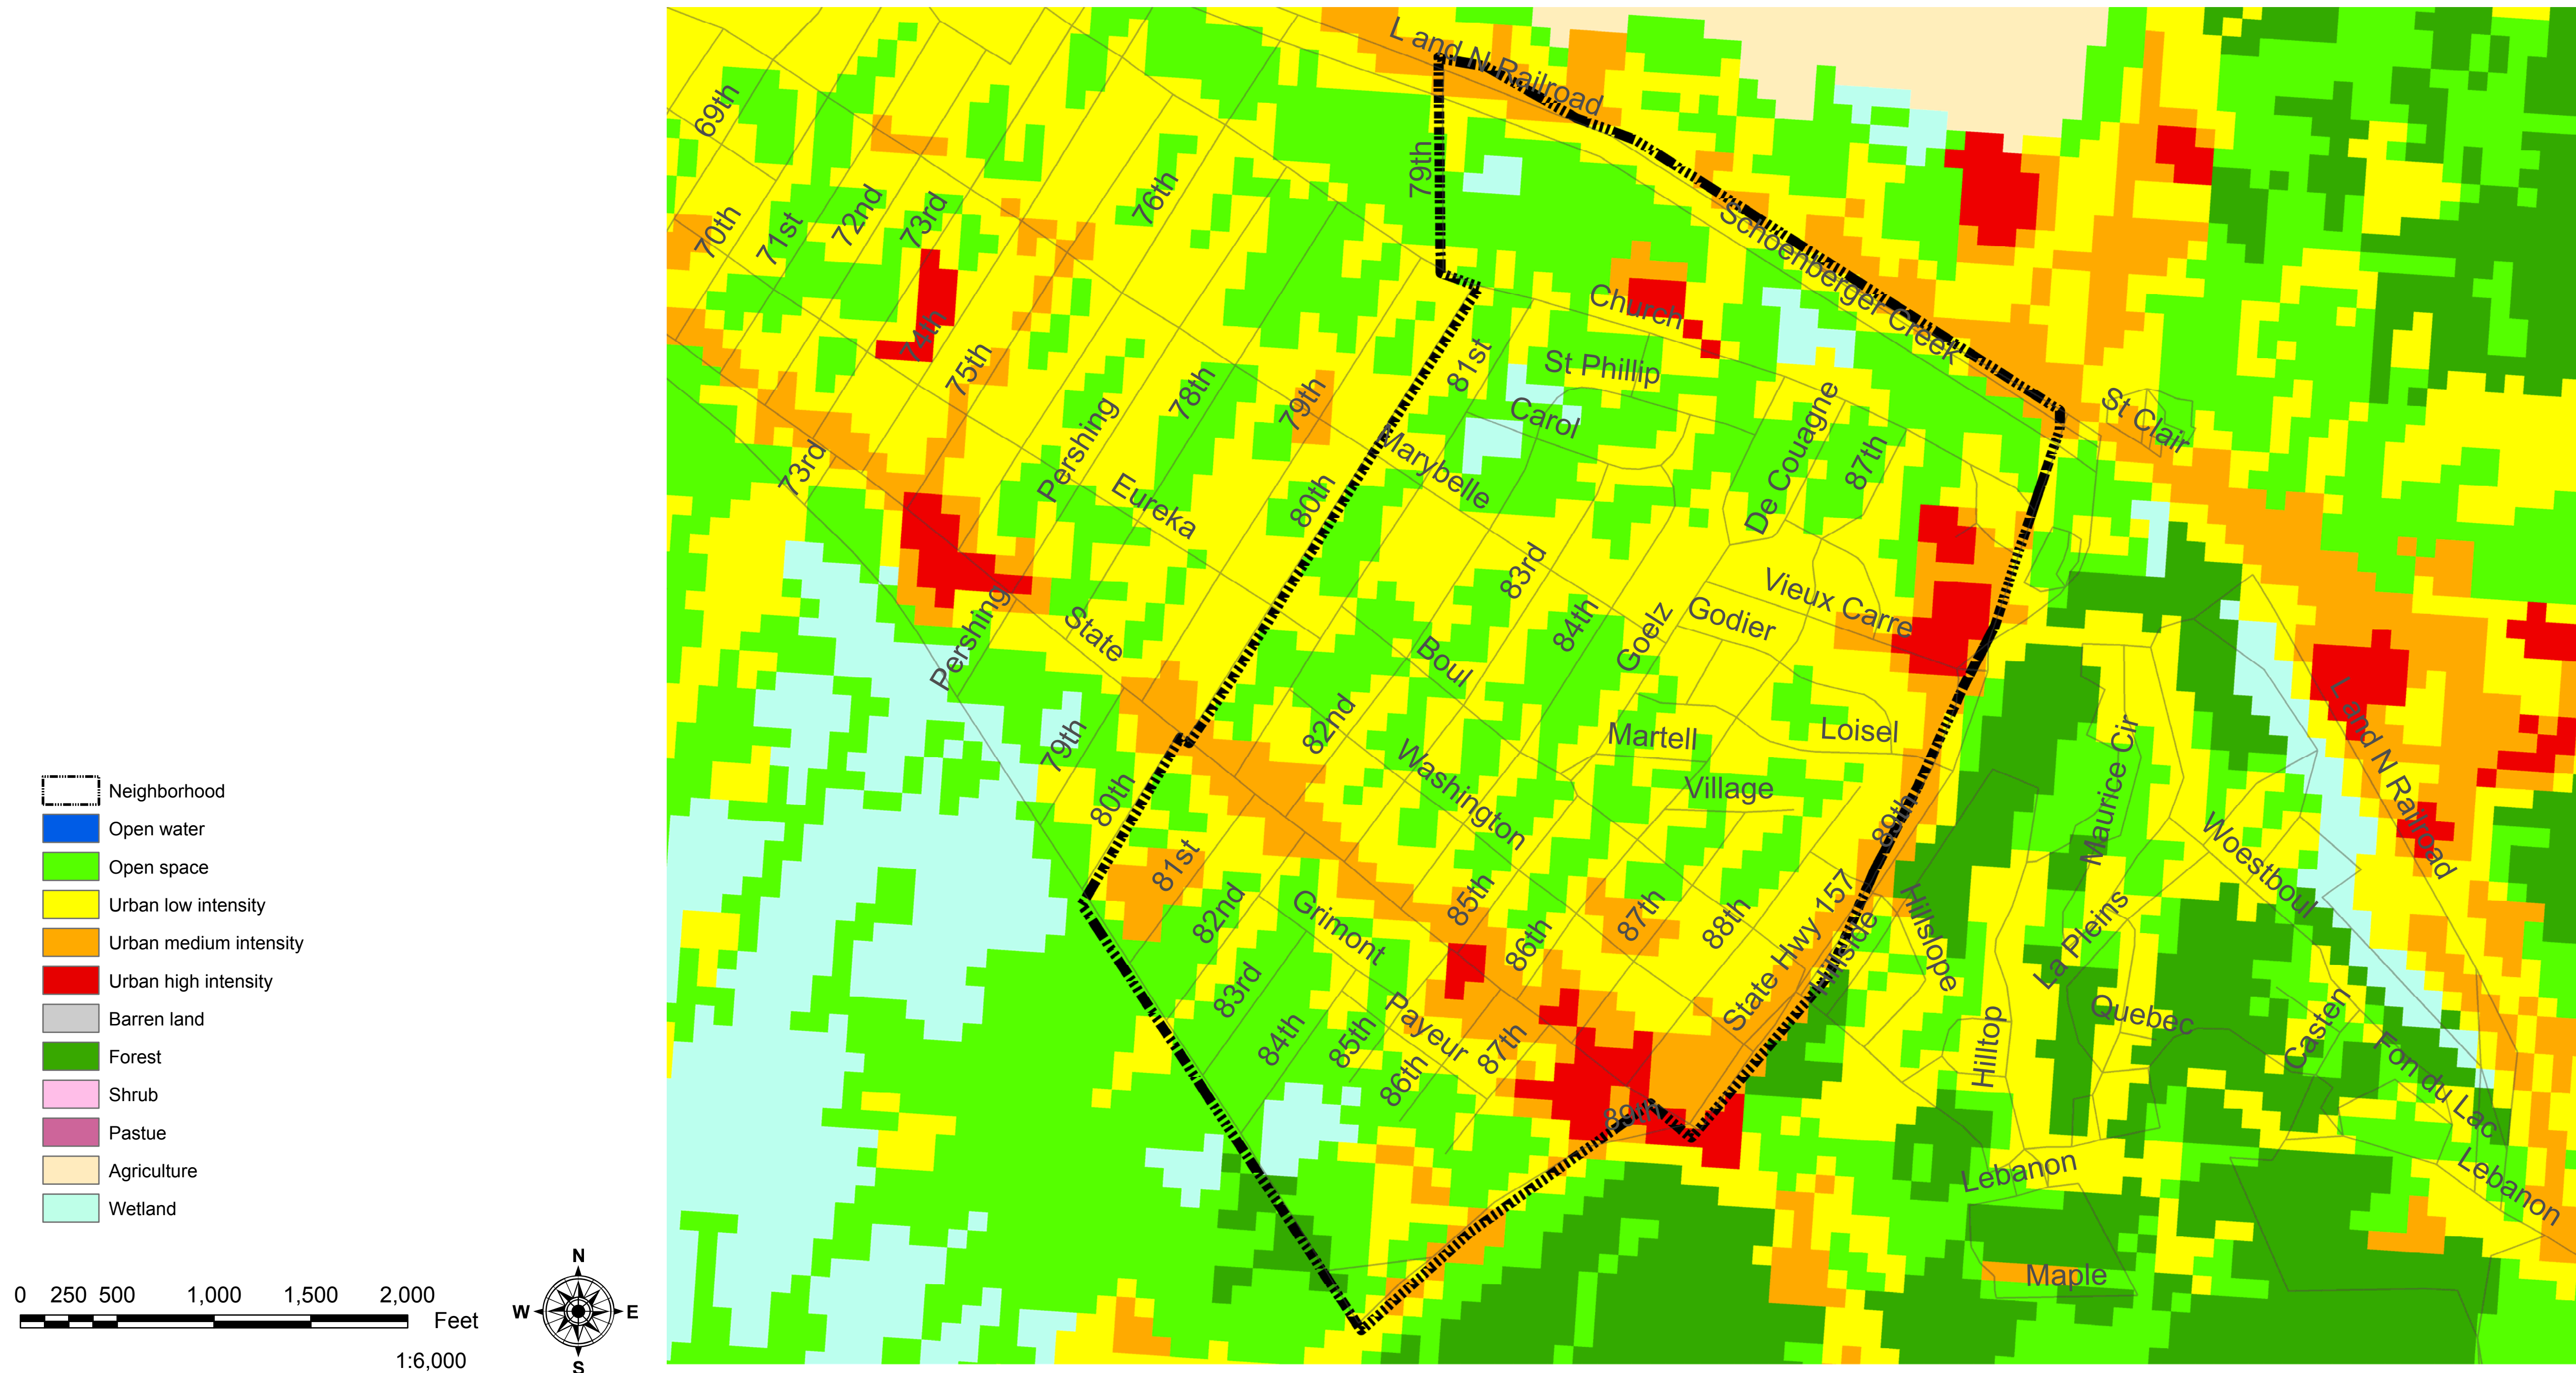 Neighborhood
Open water
Open space
Urban low intensity
Urban medium intensity
Urban high intensity
Barren land
Forest
Shrub
Pastue
Agriculture
Wetland
0 250 500 1,000 1,500 2,000
Feet
1:6,000
N
W E
S
L and N Railroad
69th
79th
76th
70th
71st
72nd
73rd
Schoenberger Creek
Church
74th
75th
81st
St Phillip
78th
79th
Carol
De Couagne
87th
St Clair
73rd
Pershing
Eureka
80th
Marybelle
83rd
Vieux Carre
Godier
Pershing
State
84th
Goelz
Boul
82nd
Martell
Loisel
79th
Washington
Village
80th
89th
Maurice Cir
L and N Railroad
81st
Woestboul
82nd
Grimont
85th
86th
87th
88th
State Hwy 157
Hillside
Hillslope
La Pleins
83rd
84th
85th
Payeur
86th
87th
Hilltop
Quebec
Casten
Fon du Lac
89th
Lebanon
Lebanon
Maple